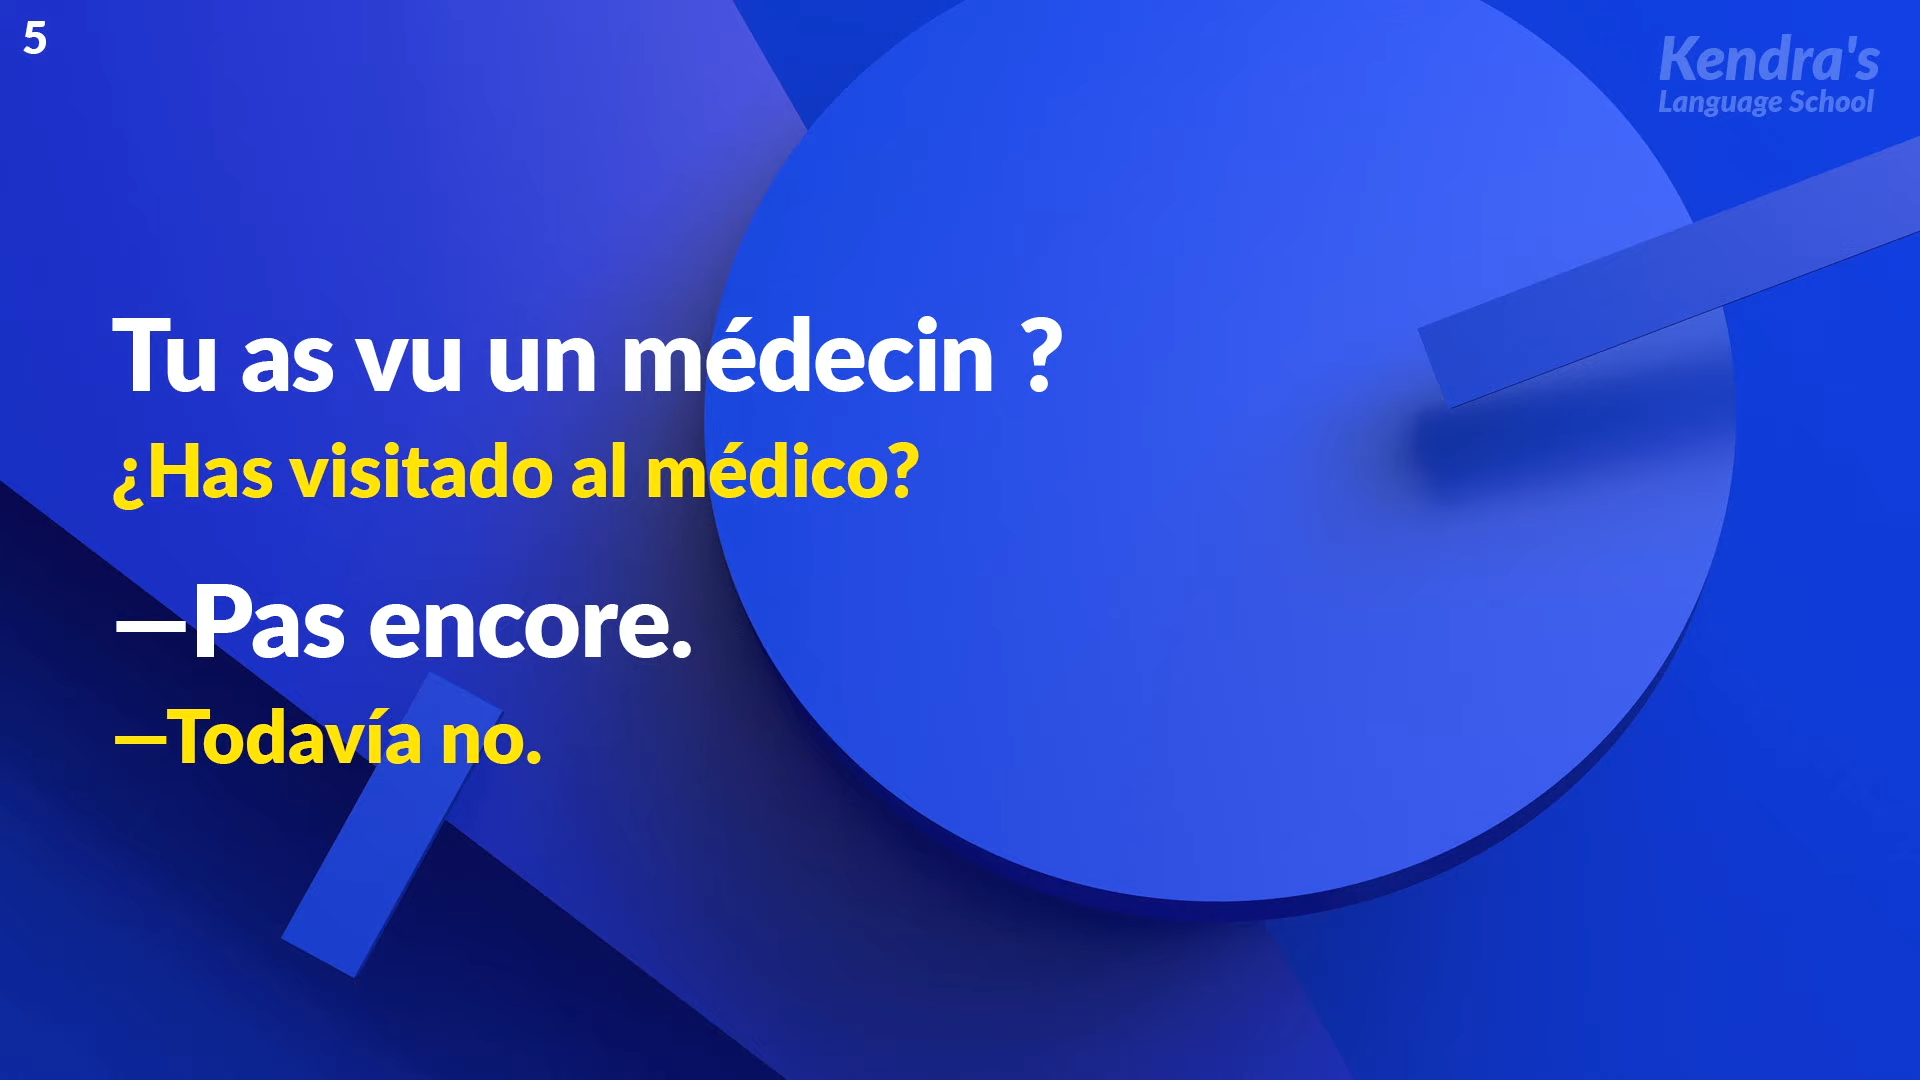 5
Kendra's
Language School
Tu as vu un médecin ?
¿Has visitado al médico?
—Pas encore.
—Todavía no.